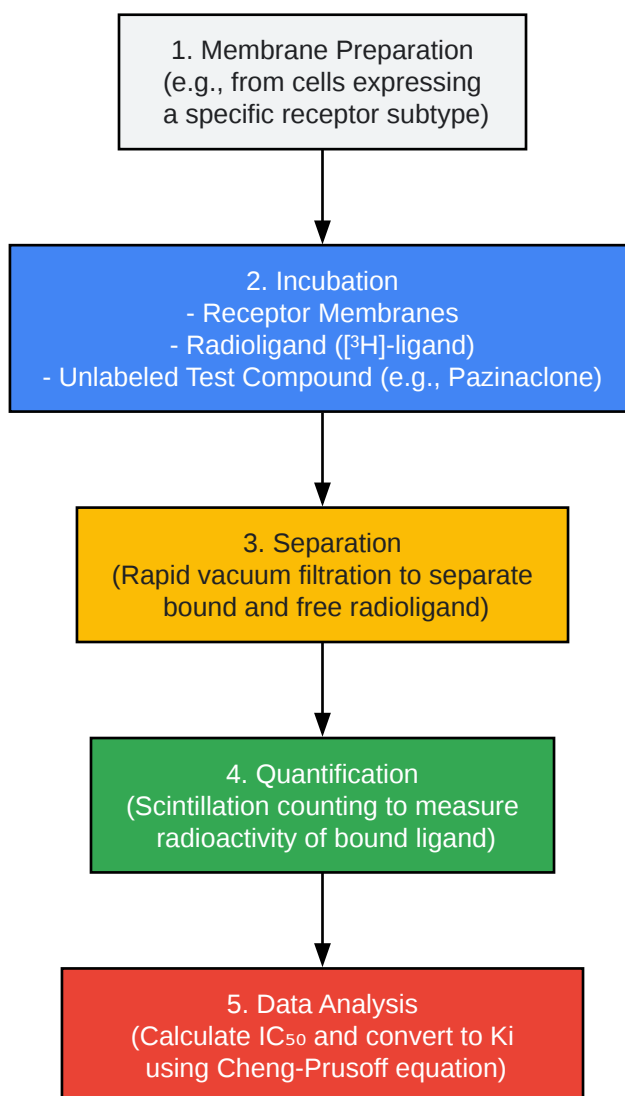 1. Membrane Preparation
(e.g., from cells expressing
a specific receptor subtype)
2. Incubation
- Receptor Membranes
- Radioligand ([³H]-ligand)
- Unlabeled Test Compound (e.g., Pazinaclone)
3. Separation
(Rapid vacuum filtration to separate
bound and free radioligand)
4. Quantification
(Scintillation counting to measure
radioactivity of bound ligand)
5. Data Analysis
(Calculate IC₅₀ and convert to Ki
using Cheng-Prusoff equation)